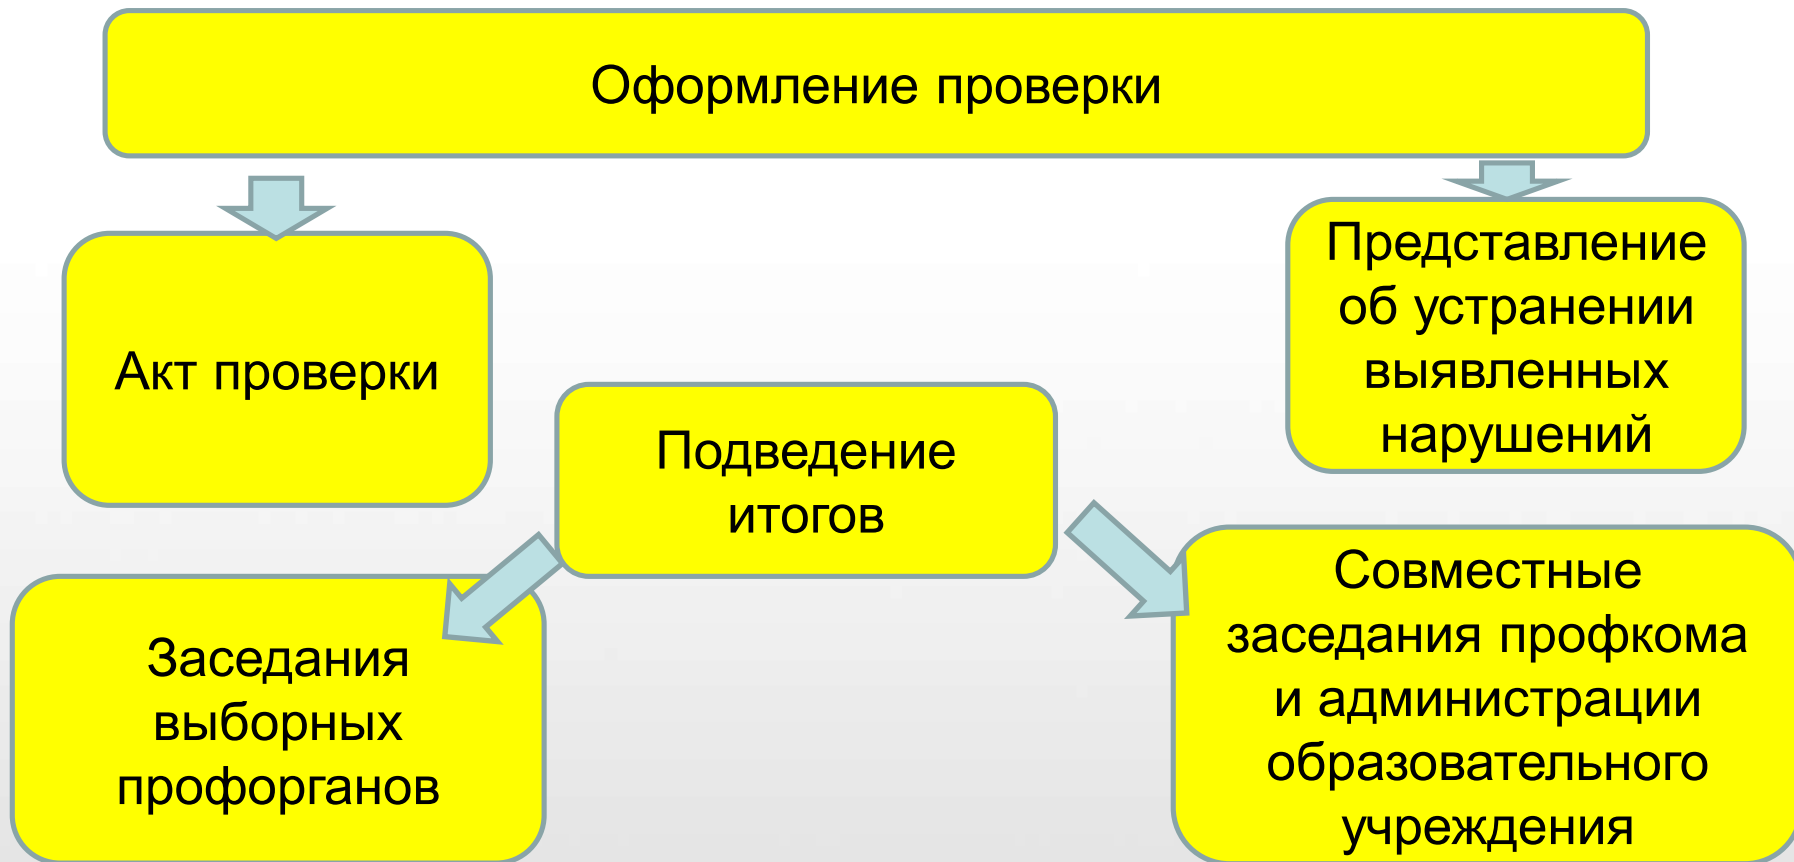 Оформление проверки
Акт проверки
Представление
об устранении
выявленных
нарушений
Подведение
итогов
Заседания
выборных
профорганов
Совместные
заседания профкома
и администрации
образовательного
учреждения